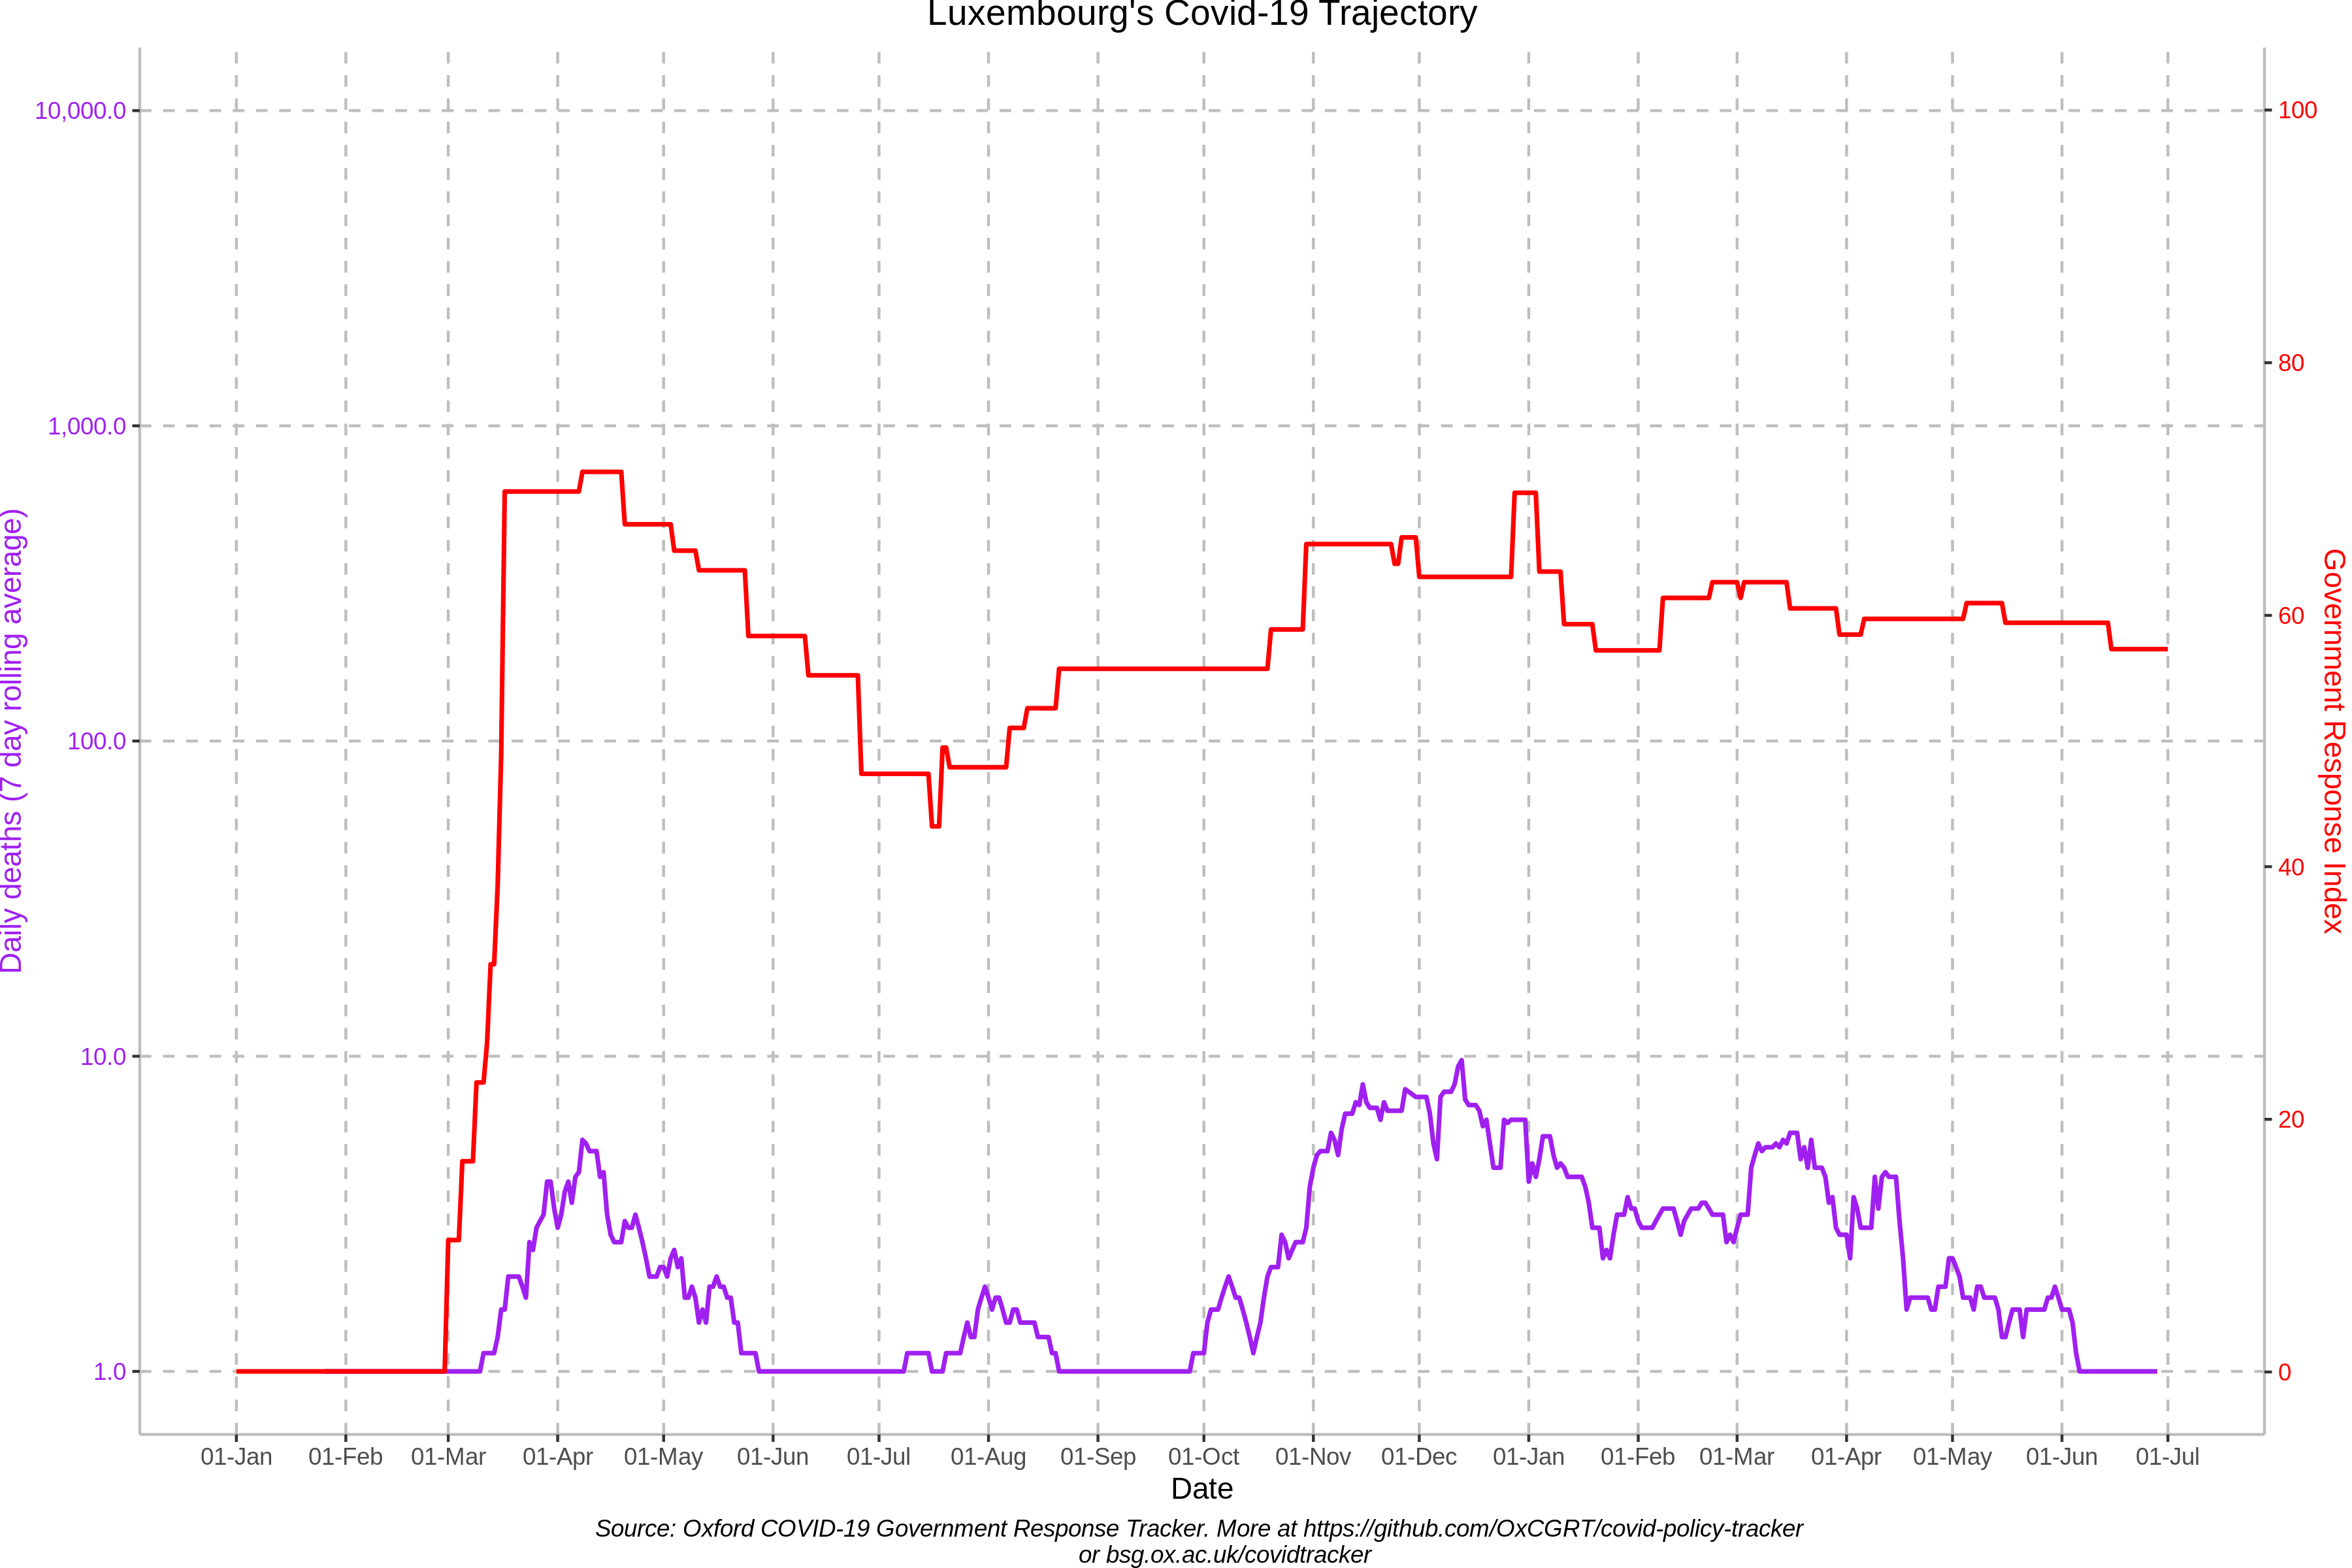 Luxembourg's Covid-19 Trajectory
10,000.0
1,000.0
100.0
10.0
1.0
Daily deaths (7 day rolling average)
100
80
60
40
20
0
Government Response Index
01-Jan 01-Feb 01-Mar 01-Apr 01-May 01-Jun 01-Jul 01-Aug 01-Sep 01-Oct 01-Nov 01-Dec 01-Jan 01-Feb 01-Mar 01-Apr 01-May 01-Jun 01-Jul
Date
Source: Oxford COVID-19 Government Response Tracker. More at https://github.com/OxCGRT/covid-policy-tracker
or bsg.ox.ac.uk/covidtracker